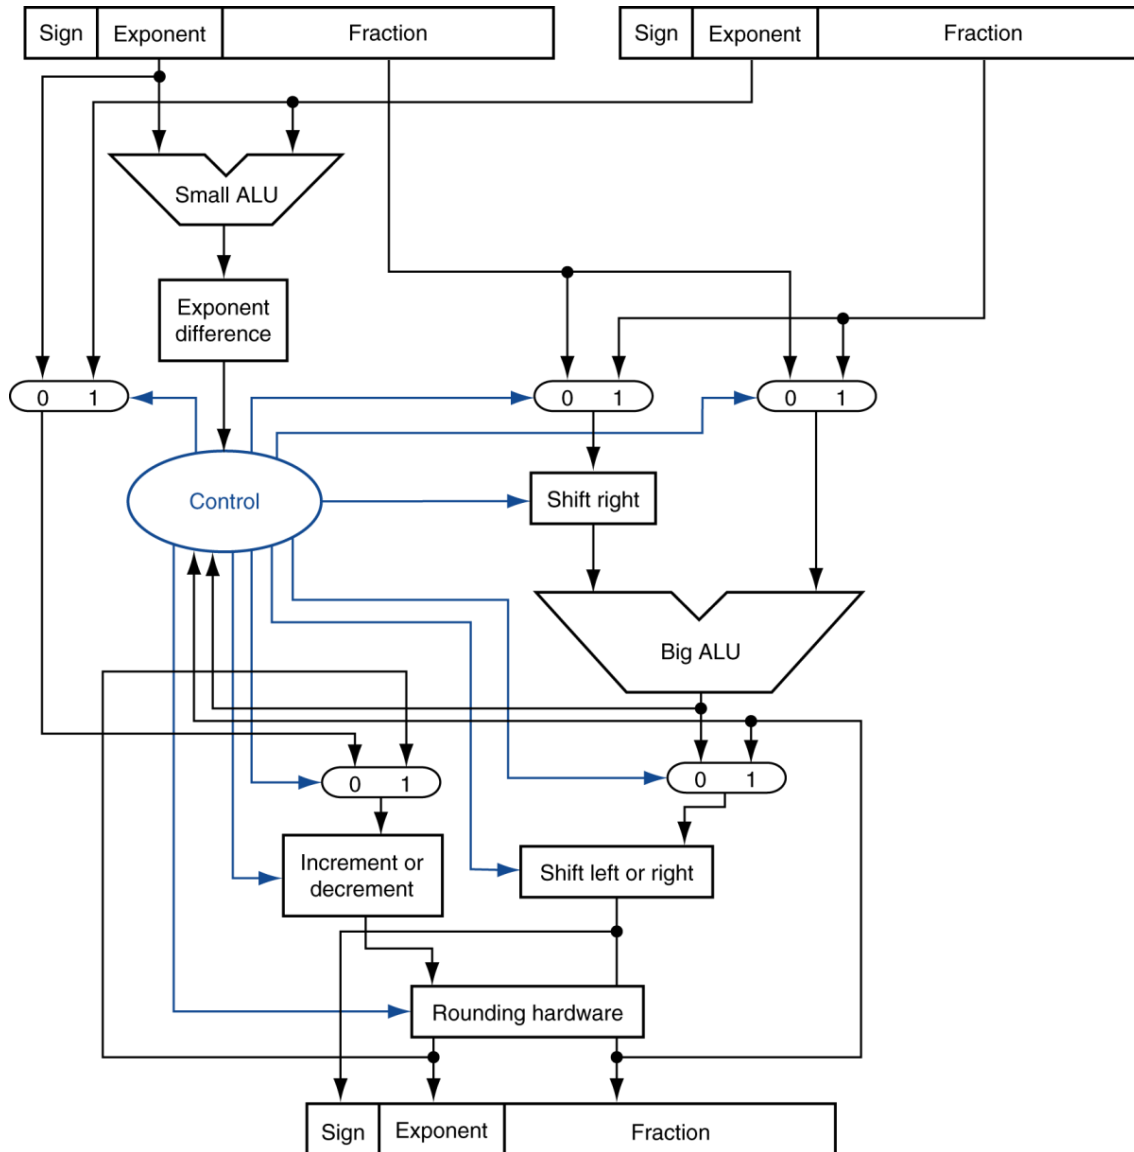 Sign Exponent Fraction Sign Exponent Fraction
Small ALU
Exponent
difference
0 1 0 1 0 1
Control
Shift right
Big ALU
0 1 0 1
Increment or
decrement
Shift left or right
Rounding hardware
Sign Exponent Fraction